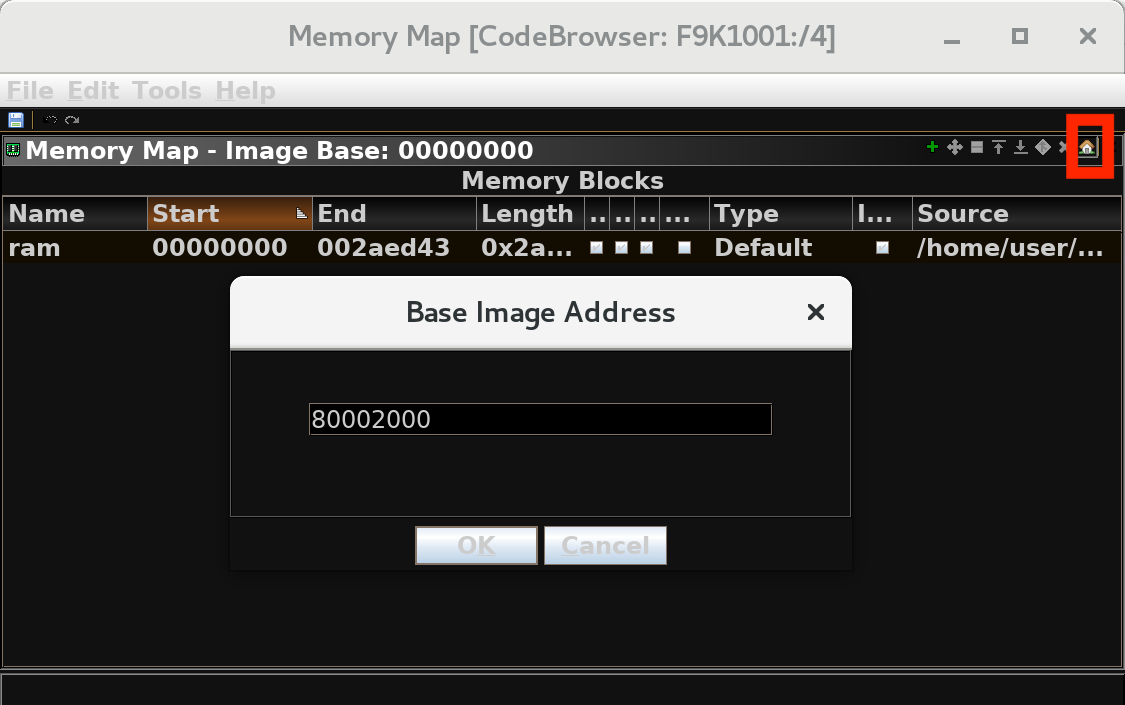 Memory Map [CodeBrowser: F9K1001:/4]
File Edit Tools Help
Memory Map - Image Base: 00000000
Memory Blocks
Name Start End Length .. .. .. ... Type I... Source
ram 00000000 002aed43 0x2a... Default /home/user/...
Base Image Address
80002000
OK Cancel